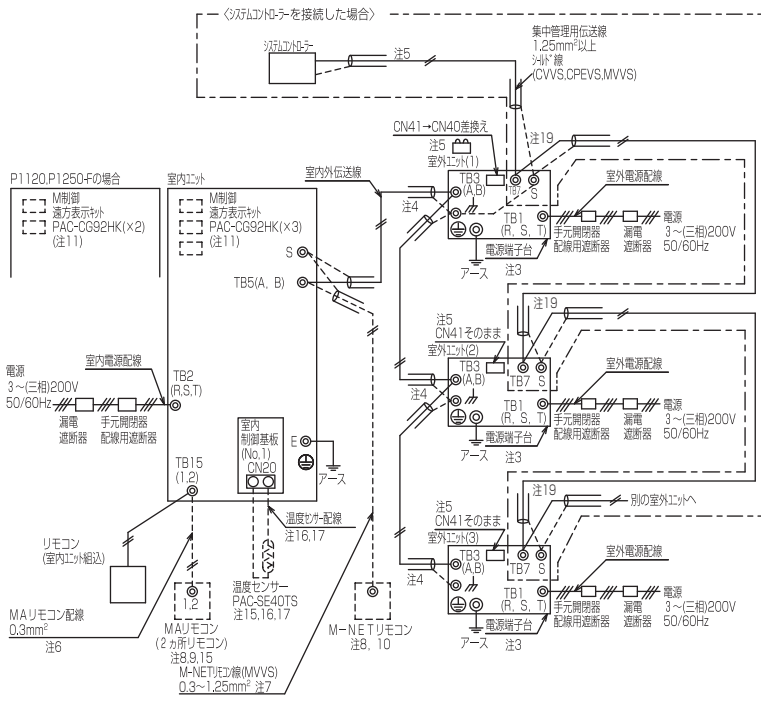 〈システムコントローラーを接続した場合〉
システムコントローラー
注5
集中管理用伝送線
1.25mm²以上
シールド線
(CVVS,CPEVS,MVVS)
CN41→CN40差換え
注5
注19
室外ユニット(1)
TB3
(A,B)
TB7
S
室内外伝送線
注4
TB1
(R, S, T)
電源端子台
アース
注3
室外電源配線
手元開閉器
配線用遮断器
漏電
遮断器
電源
3～(三相)200V
50/60Hz
P1120,P1250-Fの場合
M制御
遠方表示キット
PAC-CG92HK(×2)
(注11)
室内ユニット
M制御
遠方表示キット
PAC-CG92HK(×3)
(注11)
S
TB5(A, B)
電源
3～(三相)200V
50/60Hz
室内電源配線
漏電
遮断器
手元開閉器
配線用遮断器
TB2
(R,S,T)
室内
制御基板
(No.1)
CN20
E
アース
TB15
(1,2)
温度センサー配線
注16,17
リモコン
(室内ユニット組込)
MAリモコン配線
0.3mm²
注6
1,2
MAリモコン
(2ヵ所リモコン)
注8,9,15
M-NETリモコン線(MVVS)
0.3～1.25mm² 注7
温度センサー
PAC-SE40TS
注15,16,17
M-NETリモコン
注8, 10
注5
CN41そのまま
室外ユニット(2)
注19
TB3
(A,B)
TB7
S
注4
TB1
(R, S, T)
電源端子台
アース
注3
室外電源配線
手元開閉器
配線用遮断器
漏電
遮断器
電源
3～(三相)200V
50/60Hz
注5
CN41そのまま
室外ユニット(3)
注19
別の室外ユニットへ
TB3
(A,B)
TB7
S
注4
TB1
(R, S, T)
電源端子台
アース
注3
室外電源配線
手元開閉器
配線用遮断器
漏電
遮断器
電源
3～(三相)200V
50/60Hz